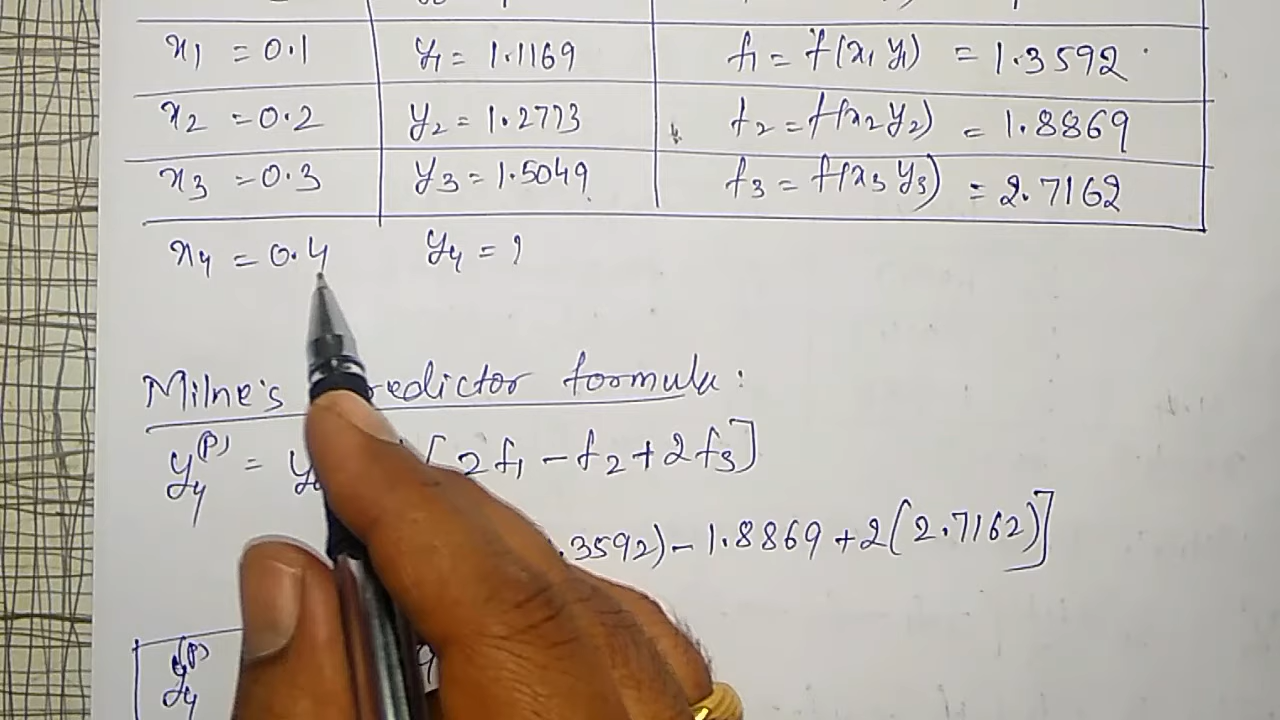 x1 = 0.1 y1 = 1.1169 f1 = f(x1 y1) = 1.3592
x2 = 0.2 y2 = 1.2773 f2 = f(x2 y2) = 1.8869
x3 = 0.3 y3 = 1.5049 f3 = f(x3 y3) = 2.7162
x4 = 0.4 y4 = ?
Milne's redictor formula:
y4(P) = y [2f1 - f2 + 2f3]
.3592) - 1.8869 + 2(2.7162)]
y4(P) 9